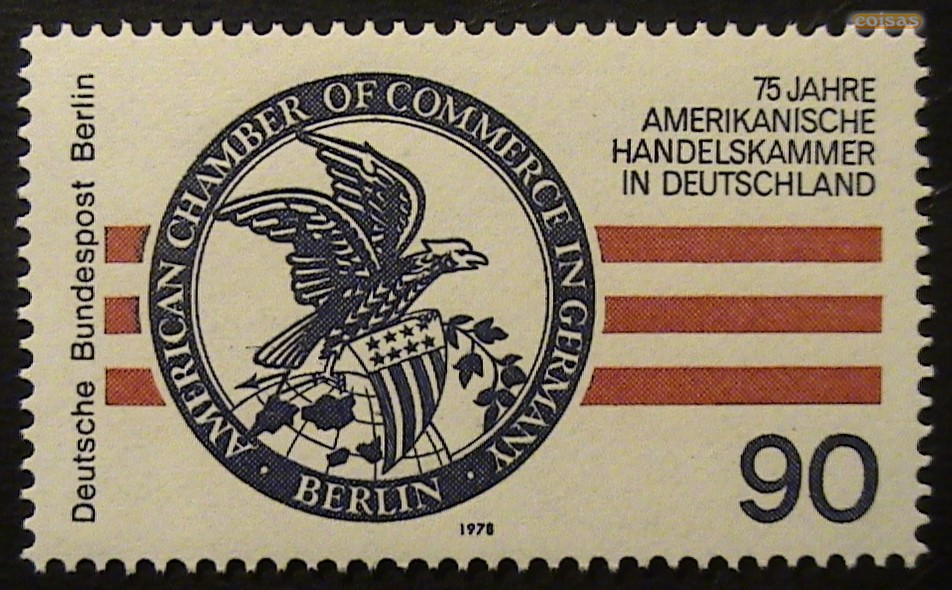 coisas
75 JAHRE
AMERIKANISCHE
HANDELSKAMMER
IN DEUTSCHLAND
Deutsche Bundespost Berlin
AMERICAN CHAMBER OF COMMERCE IN GERMANY
· BERLIN ·
90
1978